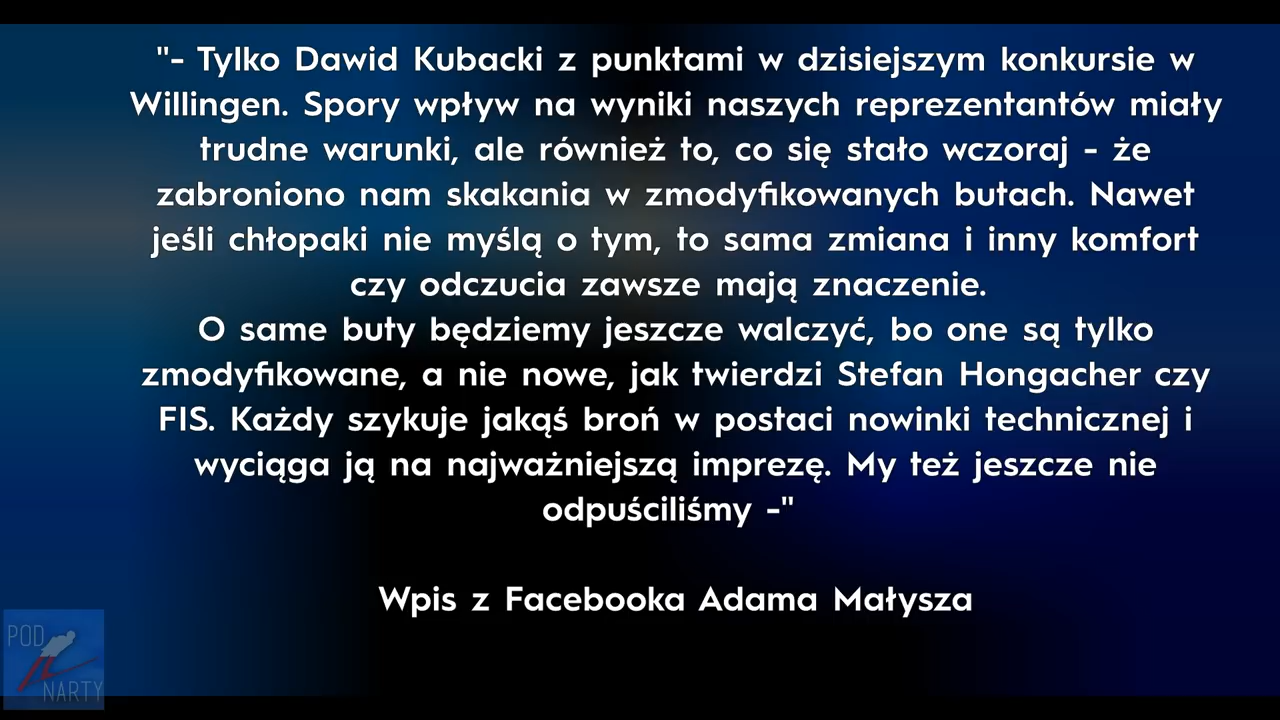 "- Tylko Dawid Kubacki z punktami w dzisiejszym konkursie w
Willingen. Spory wpływ na wyniki naszych reprezentantów miały
trudne warunki, ale również to, co się stało wczoraj - że
zabroniono nam skakania w zmodyfikowanych butach. Nawet
jeśli chłopaki nie myślą o tym, to sama zmiana i inny komfort
czy odczucia zawsze mają znaczenie.
O same buty będziemy jeszcze walczyć, bo one są tylko
zmodyfikowane, a nie nowe, jak twierdzi Stefan Hongacher czy
FIS. Każdy szykuje jakąś broń w postaci nowinki technicznej i
wyciąga ją na najważniejszą imprezę. My też jeszcze nie
odpuściliśmy -"
Wpis z Facebooka Adama Małysza
POD
NARTY